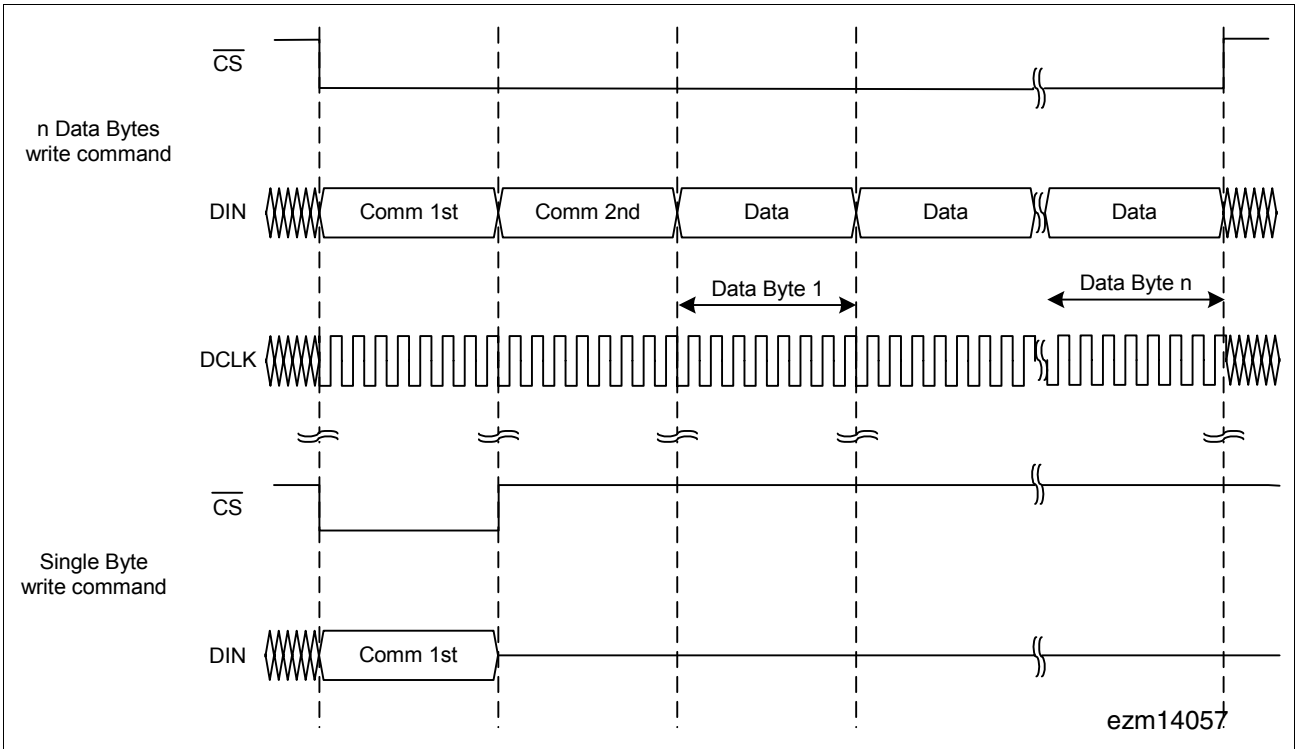 CS
n Data Bytes
write command
DIN
Comm 1st
Comm 2nd
Data
Data
Data
Data Byte 1
Data Byte n
DCLK
CS
Single Byte
write command
DIN
Comm 1st
ezm14057